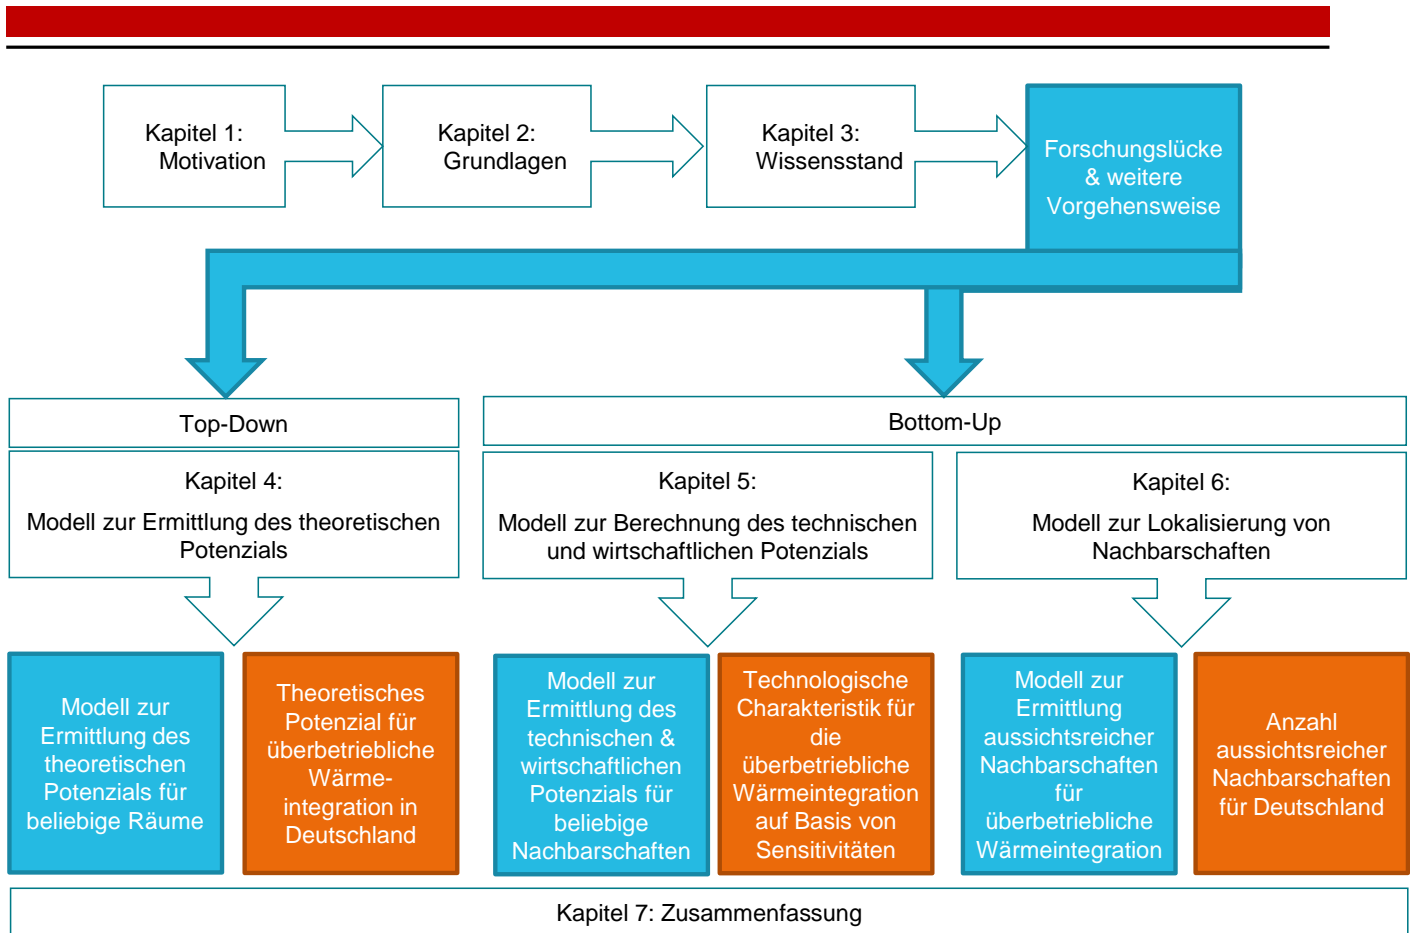 Kapitel 1:
Motivation
Kapitel 2:
Grundlagen
Kapitel 3:
Wissensstand
Forschungslücke
& weitere
Vorgehensweise
Top-Down
Bottom-Up
Kapitel 4:
Modell zur Ermittlung des theoretischen
Potenzials
Kapitel 5:
Modell zur Berechnung des technischen
und wirtschaftlichen Potenzials
Kapitel 6:
Modell zur Lokalisierung von
Nachbarschaften
Modell zur
Ermittlung des
theoretischen
Potenzials für
beliebige Räume
Theoretisches
Potenzial für
überbetriebliche
Wärme-
integration in
Deutschland
Modell zur
Ermittlung des
technischen &
wirtschaftlichen
Potenzials für
beliebige
Nachbarschaften
Technologische
Charakteristik für
die
überbetriebliche
Wärmeintegration
auf Basis von
Sensitivitäten
Modell zur
Ermittlung
aussichtsreicher
Nachbarschaften
für
überbetriebliche
Wärmeintegration
Anzahl
aussichtsreicher
Nachbarschaften
für Deutschland
Kapitel 7: Zusammenfassung